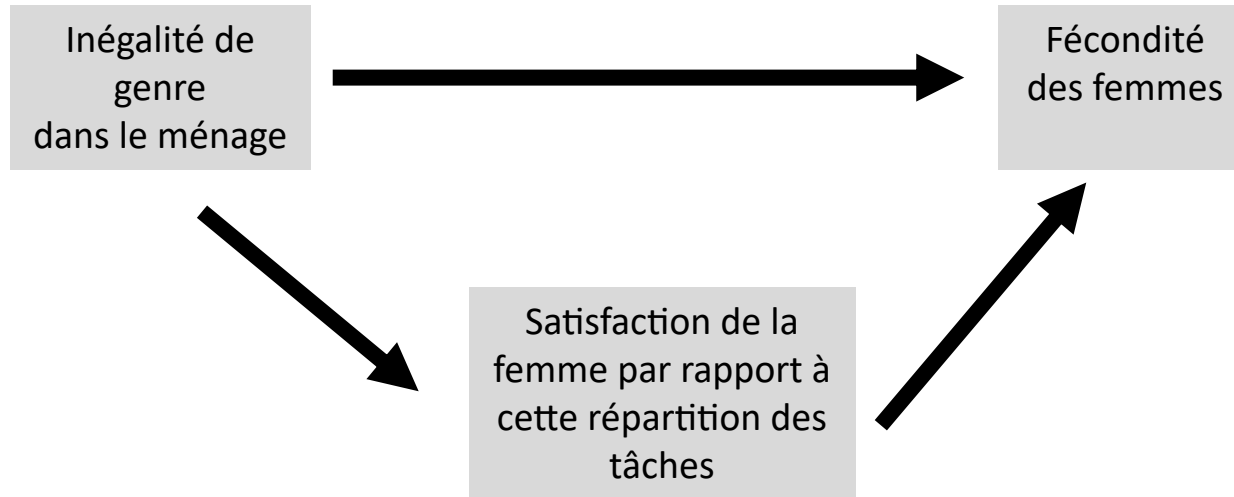 Inégalité de
genre
dans le ménage
Fécondité
des femmes
Satisfaction de la
femme par rapport à
cette répartition des
tâches